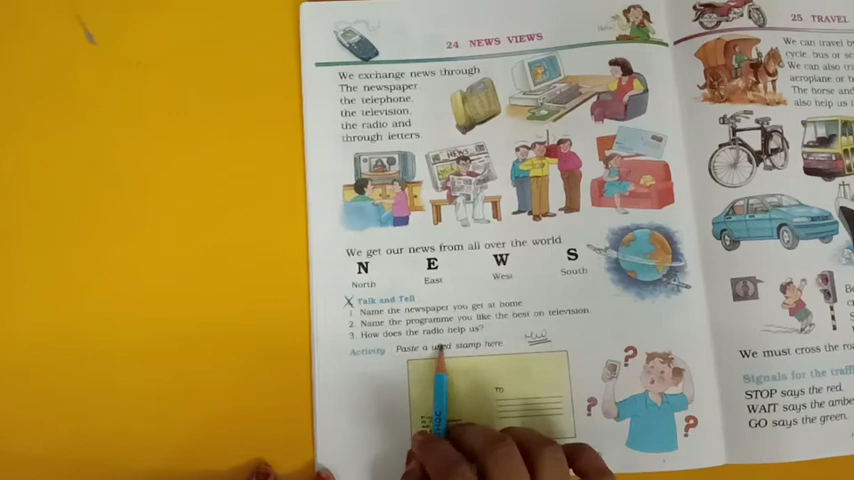 24. NEWS VIEWS
We exchange news through
The newspaper
the telephone,
the television,
the radio and
through letters.
NEWS
We get our news from all over the world
N E W S
North East West South
Talk and Tell
1. Name the newspaper you get at home
2. Name the programme you like the best on television.
3. How does the radio help us?
Activity Paste a used stamp here
HW
TO
25. TRAVEL
We can travel by
cycle, bus or
We can also
aeroplane or
The horse and
also help us
We must cross the
Signals for the
STOP says the red.
WAIT says the
GO says the green.